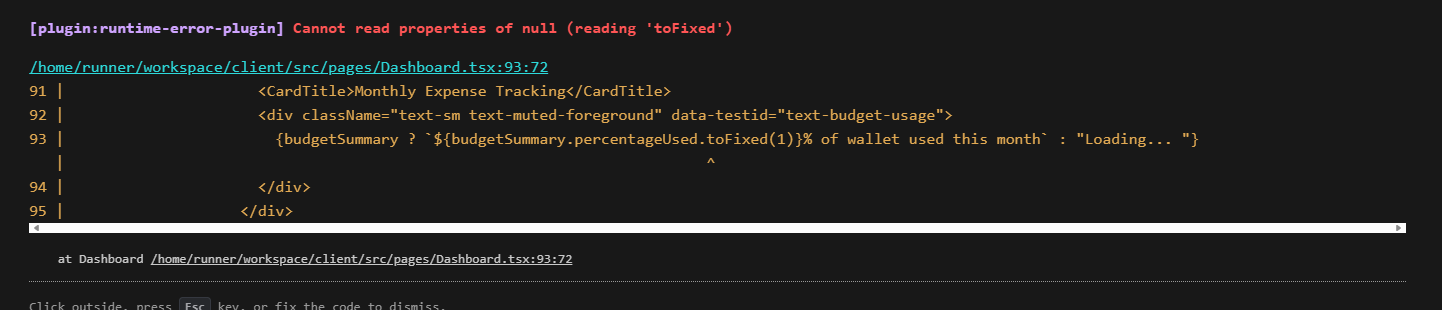 [plugin:runtime-error-plugin] Cannot read properties of null (reading 'toFixed')
/home/runner/workspace/client/src/pages/Dashboard.tsx:93:72
91 |                      <CardTitle>Monthly Expense Tracking</CardTitle>
92 |                      <div className="text-sm text-muted-foreground" data-testid="text-budget-usage">
93 |                        {budgetSummary ? `${budgetSummary.percentageUsed.toFixed(1)}% of wallet used this month` : "Loading... "}
   |                                                                        ^
94 |                      </div>
95 |                    </div>
at Dashboard /home/runner/workspace/client/src/pages/Dashboard.tsx:93:72
Click outside, press Esc key, or fix the code to dismiss.